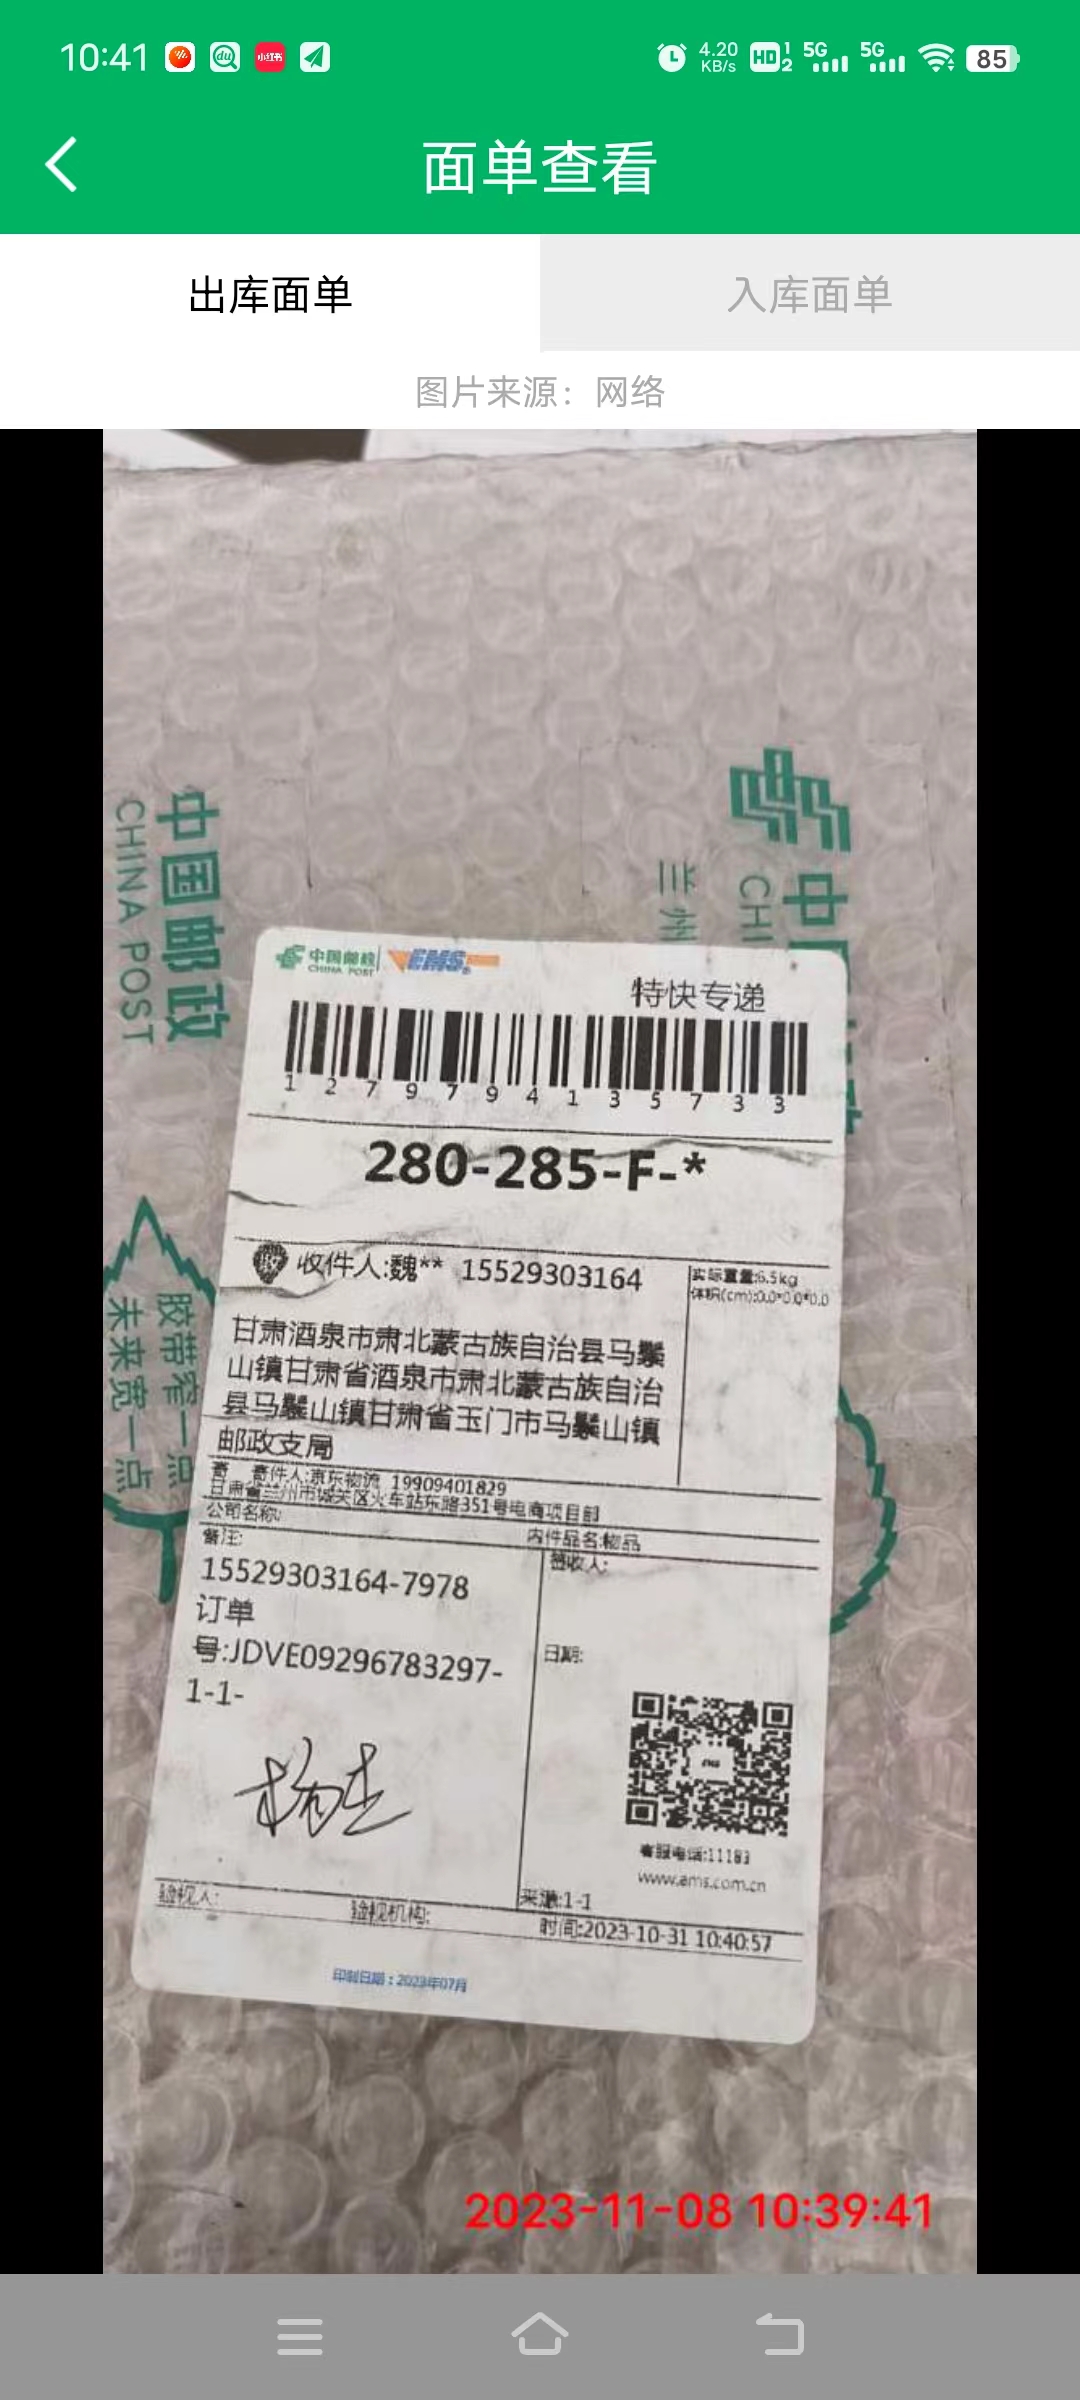 10:41
4.20
KB/s
HD
1
2
5G
5G
85
面单查看
出库面单
入库面单
图片来源：网络
中国邮政
CHINA POST
兰州
CHI
胶带窄一点
未来宽一点
中国邮政
CHINA POST
EMS
特快专递
1279794135733
280-285-F-*
收件人:魏** 15529303164
实际重量:6.5kg
体积(cm):0.0*0.0*0.0
甘肃酒泉市肃北蒙古族自治县马鬃
山镇甘肃省酒泉市肃北蒙古族自治
县马鬃山镇甘肃省玉门市马鬃山镇
邮政支局
寄 寄件人:京东物流 19909401829
甘肃省兰州市城关区火车站东路351号电商项目部
公司名称:
内件品名:物品
备注:
签收人:
15529303164-7978
订单
号:JDVE09296783297-
1-1-
日期:
客服电话:11183
www.ems.com.cn
来源:1-1
验视人:
验视机构:
时间:2023-10-31 10:40:57
印制日期：2023年07月
2023-11-08 10:39:41